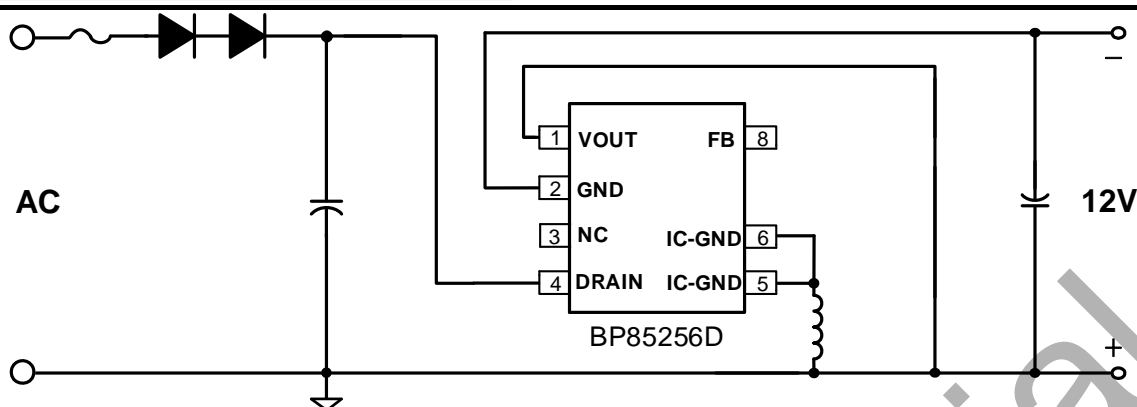 AC
1 VOUT FB 8
2 GND
3 NC IC-GND 6
4 DRAIN IC-GND 5
BP85256D
−
12V
+